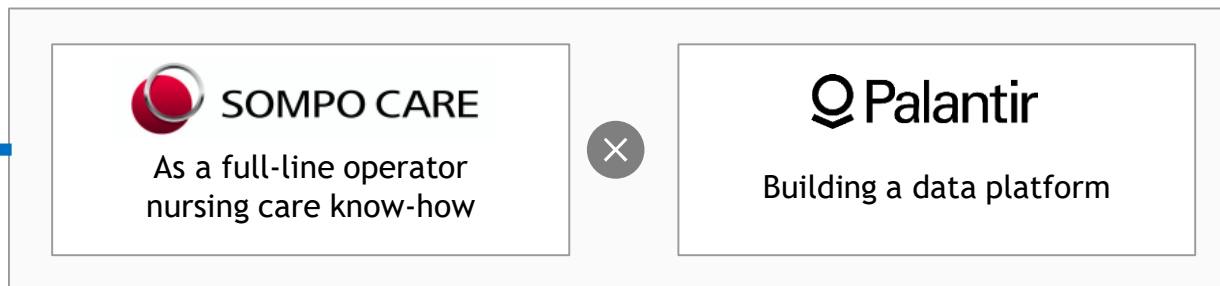 SOMPO CARE
As a full-line operator
nursing care know-how
×
Palantir
Building a data platform